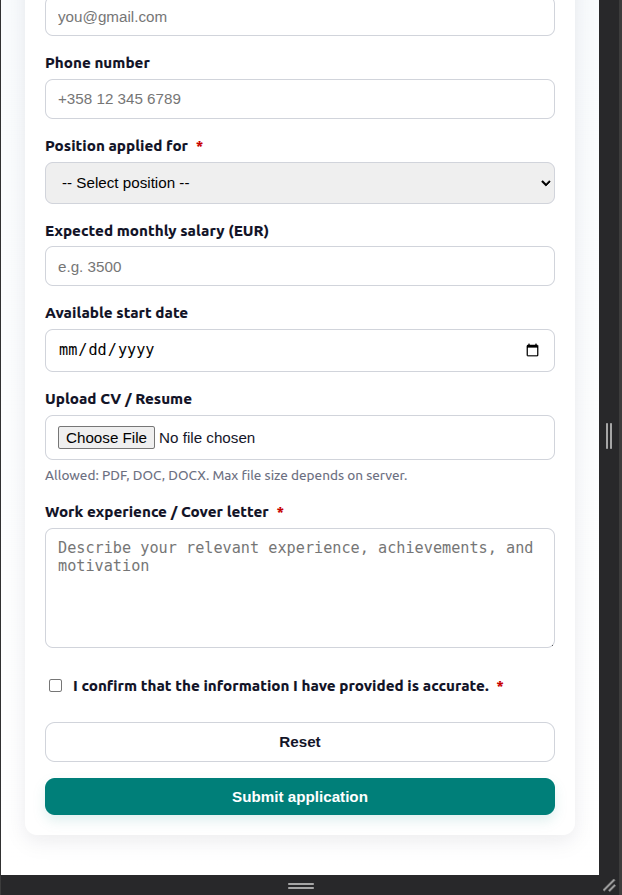 you@gmail.com
Phone number
+358 12 345 6789
Position applied for *
-- Select position --
Expected monthly salary (EUR)
e.g. 3500
Available start date
mm/dd/yyyy
Upload CV / Resume
Choose File No file chosen
Allowed: PDF, DOC, DOCX. Max file size depends on server.
Work experience / Cover letter *
Describe your relevant experience, achievements, and
motivation
I confirm that the information I have provided is accurate. *
Reset
Submit application